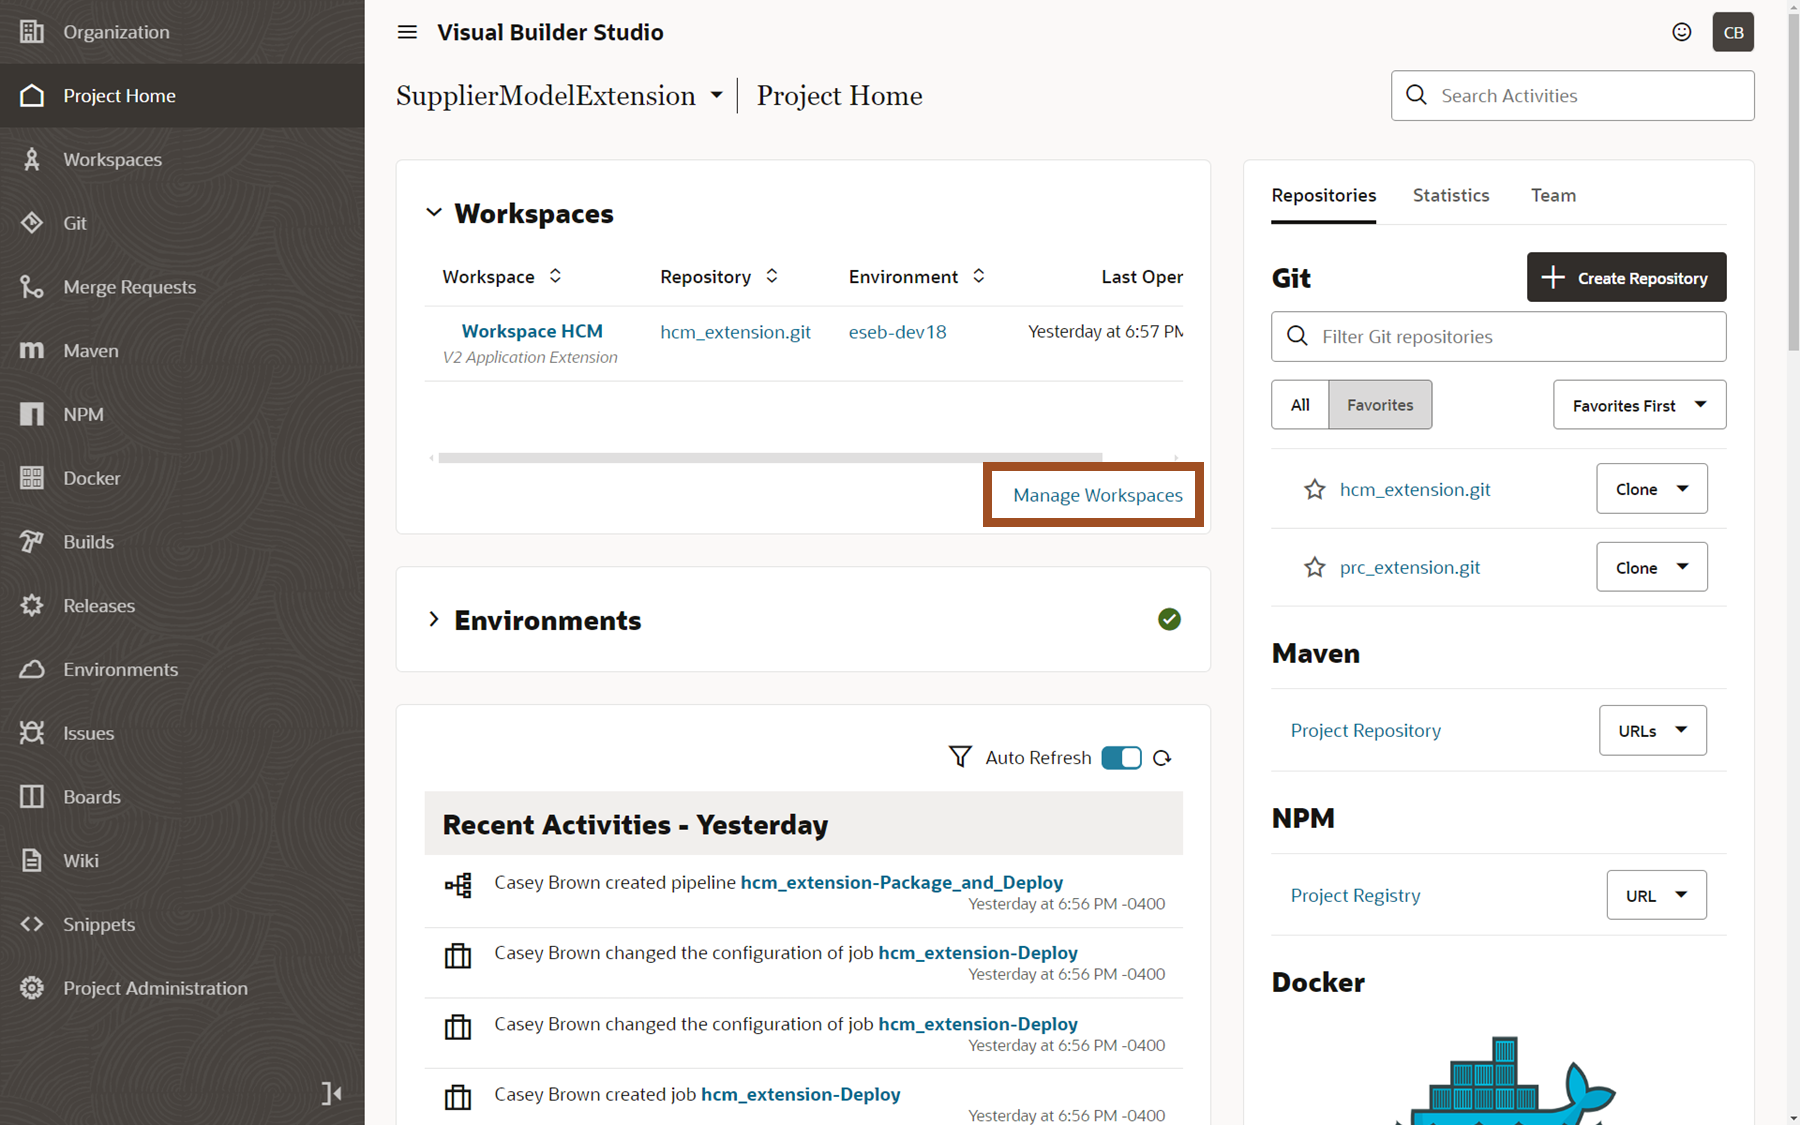 Organization
Project Home
Workspaces
Git
Merge Requests
Maven
NPM
Docker
Builds
Releases
Environments
Issues
Boards
Wiki
Snippets
Project Administration
Visual Builder Studio
CB
SupplierModelExtension
Project Home
Search Activities
Workspaces
Workspace
Repository
Environment
Last Oper
Workspace HCM
hcm_extension.git
eseb-dev18
Yesterday at 6:57 PM
V2 Application Extension
Manage Workspaces
Environments
Auto Refresh
Recent Activities - Yesterday
Casey Brown created pipeline hcm_extension-Package_and_Deploy
Yesterday at 6:56 PM -0400
Casey Brown changed the configuration of job hcm_extension-Deploy
Yesterday at 6:56 PM -0400
Casey Brown changed the configuration of job hcm_extension-Deploy
Yesterday at 6:56 PM -0400
Casey Brown created job hcm_extension-Deploy
Yesterday at 6:56 PM -0400
Repositories
Statistics
Team
Git
Create Repository
Filter Git repositories
All
Favorites
Favorites First
hcm_extension.git
Clone
prc_extension.git
Clone
Maven
Project Repository
URLs
NPM
Project Registry
URL
Docker